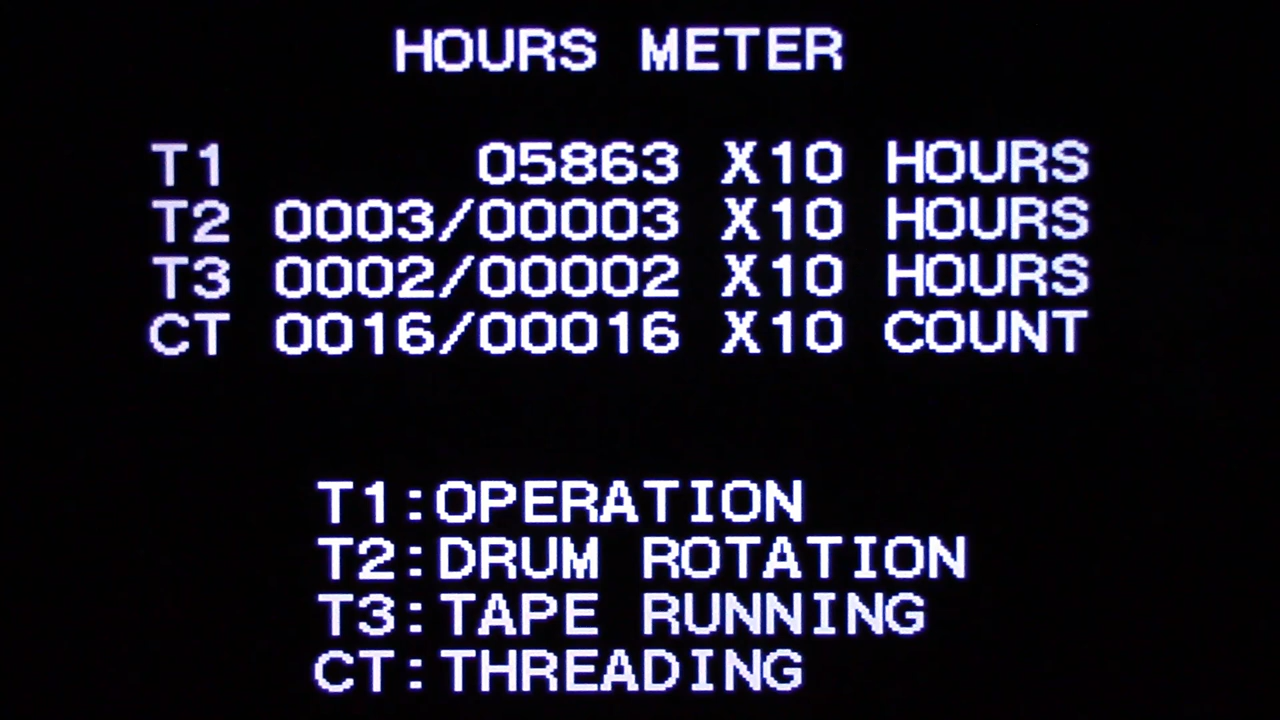 HOURS METER
T1 05863 X10 HOURS
T2 0003/00003 X10 HOURS
T3 0002/00002 X10 HOURS
CT 0016/00016 X10 COUNT
T1:OPERATION
T2:DRUM ROTATION
T3:TAPE RUNNING
CT:THREADING